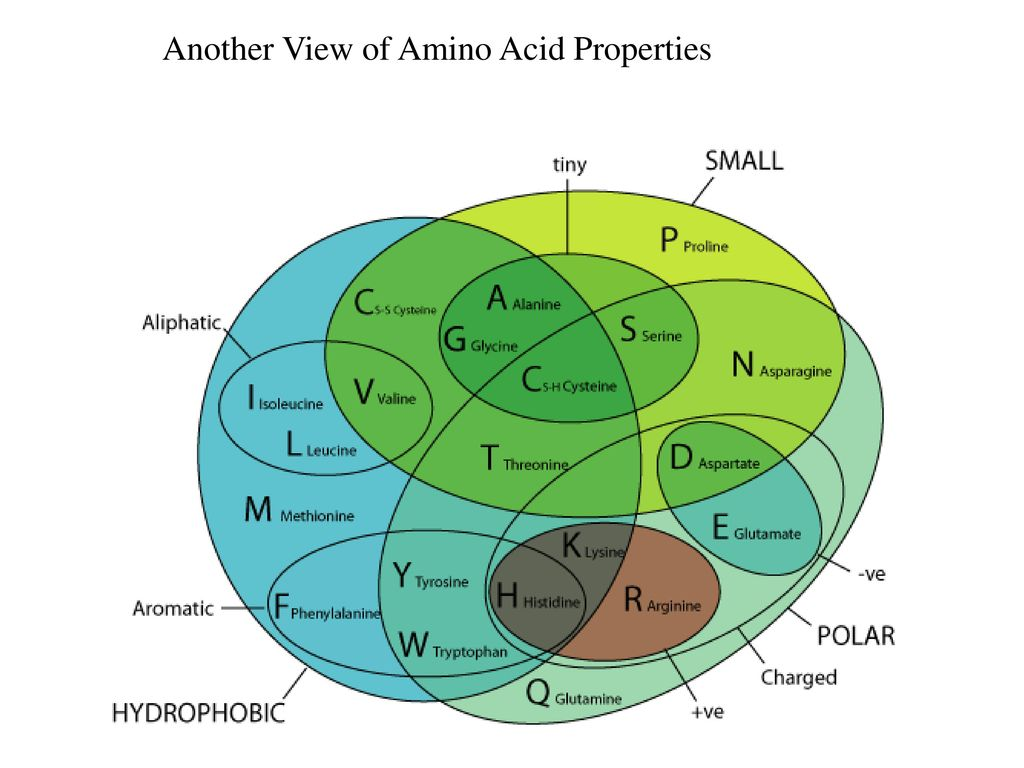 Another View of Amino Acid Properties
tiny
SMALL
P Proline
C S-S Cysteine
A Alanine
Aliphatic
S Serine
G Glycine
N Asparagine
C S-H Cysteine
I Isoleucine
V Valine
L Leucine
T Threonine
D Aspartate
M Methionine
E Glutamate
K Lysine
Y Tyrosine
-ve
H Histidine
R Arginine
Aromatic
F Phenylalanine
POLAR
W Tryptophan
Charged
Q Glutamine
HYDROPHOBIC
+ve